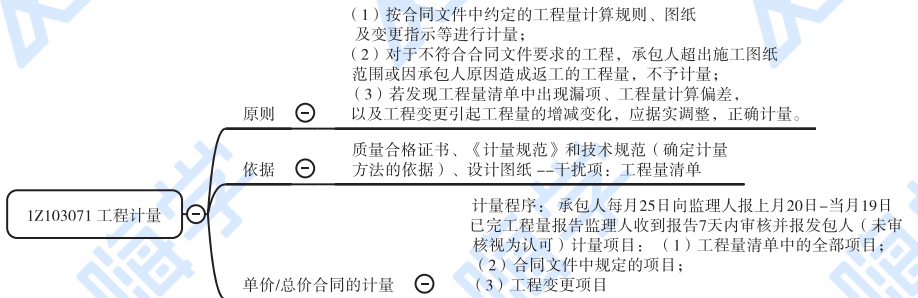 （1）按合同文件中约定的工程量计算规则、图纸
及变更指示等进行计量；
（2）对于不符合合同文件要求的工程，承包人超出施工图纸
范围或因承包人原因造成返工的工程量，不予计量；
（3）若发现工程量清单中出现漏项、工程量计算偏差，
以及工程变更引起工程量的增减变化，应据实调整，正确计量。
原则
质量合格证书、《计量规范》和技术规范（确定计量
方法的依据）、设计图纸 --干扰项：工程量清单
依据
1Z103071 工程计量
计量程序： 承包人每月25日向监理人报上月20日-当月19日
已完工程量报告监理人收到报告7天内审核并报发包人（未审
核视为认可）计量项目： （1）工程量清单中的全部项目；
（2）合同文件中规定的项目；
（3）工程变更项目
单价/总价合同的计量
嗨学
嗨学
嗨学